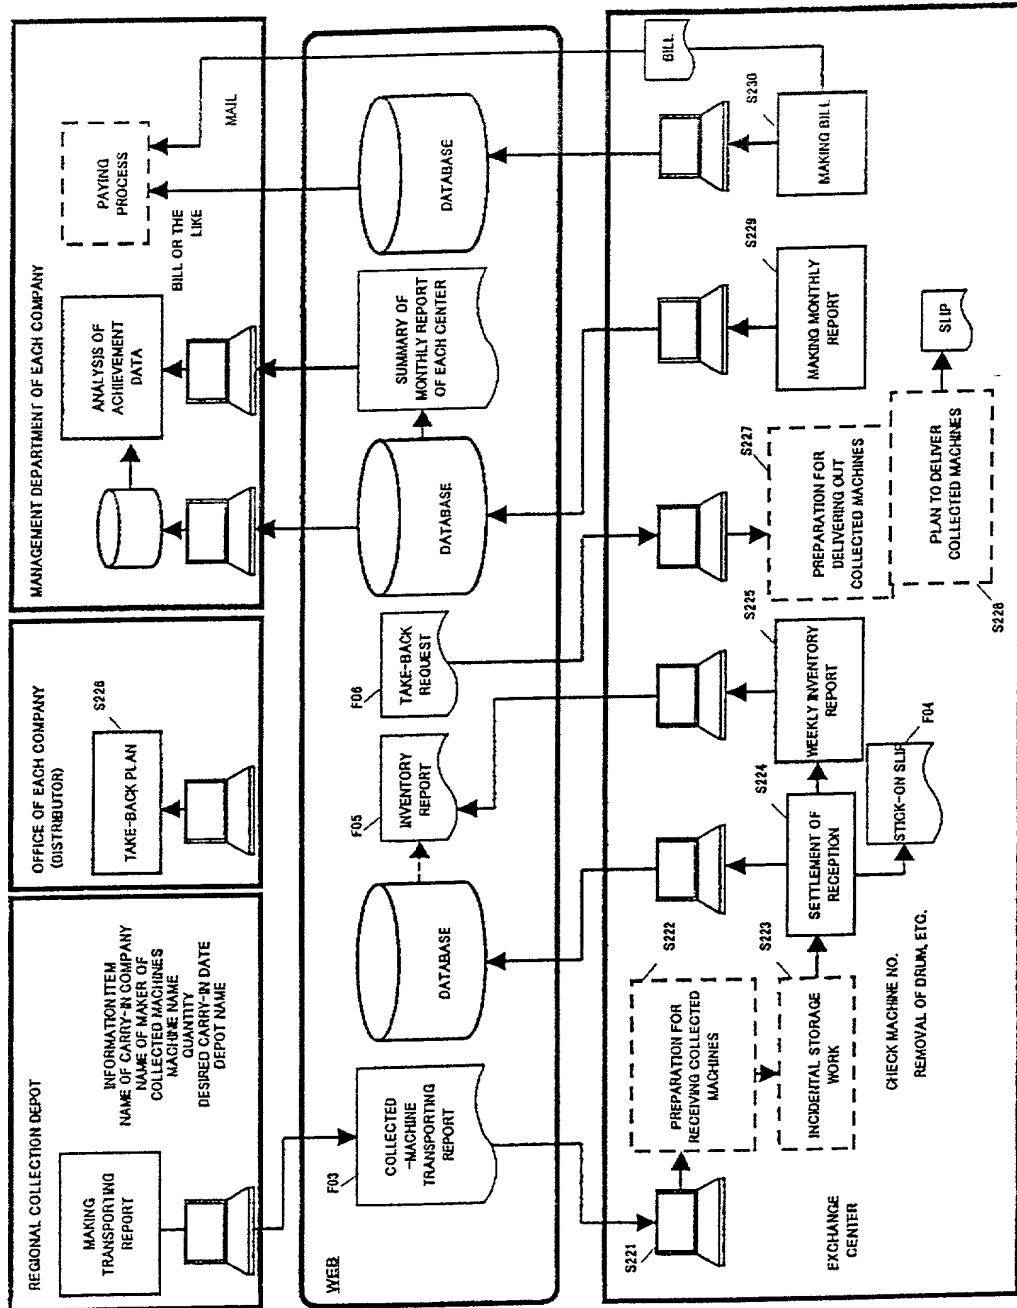 REGIONAL COLLECTION DEPOT
MAKING
TRANSPORTING
REPORT
INFORMATION ITEM
NAME OF CARRY-IN COMPANY
NAME OF MAKER OF
COLLECTED MACHINES
MACHINE NAME
QUANTITY
DESIRED CARRY-IN DATE
DEPOT NAME
OFFICE OF EACH COMPANY
(DISTRIBUTOR)
S226
TAKE-BACK PLAN
MANAGEMENT DEPARTMENT OF EACH COMPANY
ANALYSIS OF
ACHIEVEMENT
DATA
PAYING
PROCESS
BILL OR THE
LIKE
MAIL
WEB
F03
COLLECTED
-MACHINE
TRANSPORTING
REPORT
DATABASE
F05
INVENTORY
REPORT
F06
TAKE-BACK
REQUEST
DATABASE
SUMMARY OF
MONTHLY REPORT
OF EACH CENTER
DATABASE
BILL
S221
EXCHANGE
CENTER
S222
PREPARATION FOR
RECEIVING COLLECTED
MACHINES
S223
INCIDENTAL STORAGE
WORK
CHECK MACHINE NO.
REMOVAL OF DRUM, ETC.
S224
SETTLEMENT OF
RECEPTION
F04
STICK-ON SLIP
S225
WEEKLY INVENTORY
REPORT
S227
PREPARATION FOR
DELIVERING OUT
COLLECTED MACHINES
S228
PLAN TO DELIVER
COLLECTED MACHINES
SLIP
S229
MAKING MONTHLY
REPORT
S230
MAKING BILL